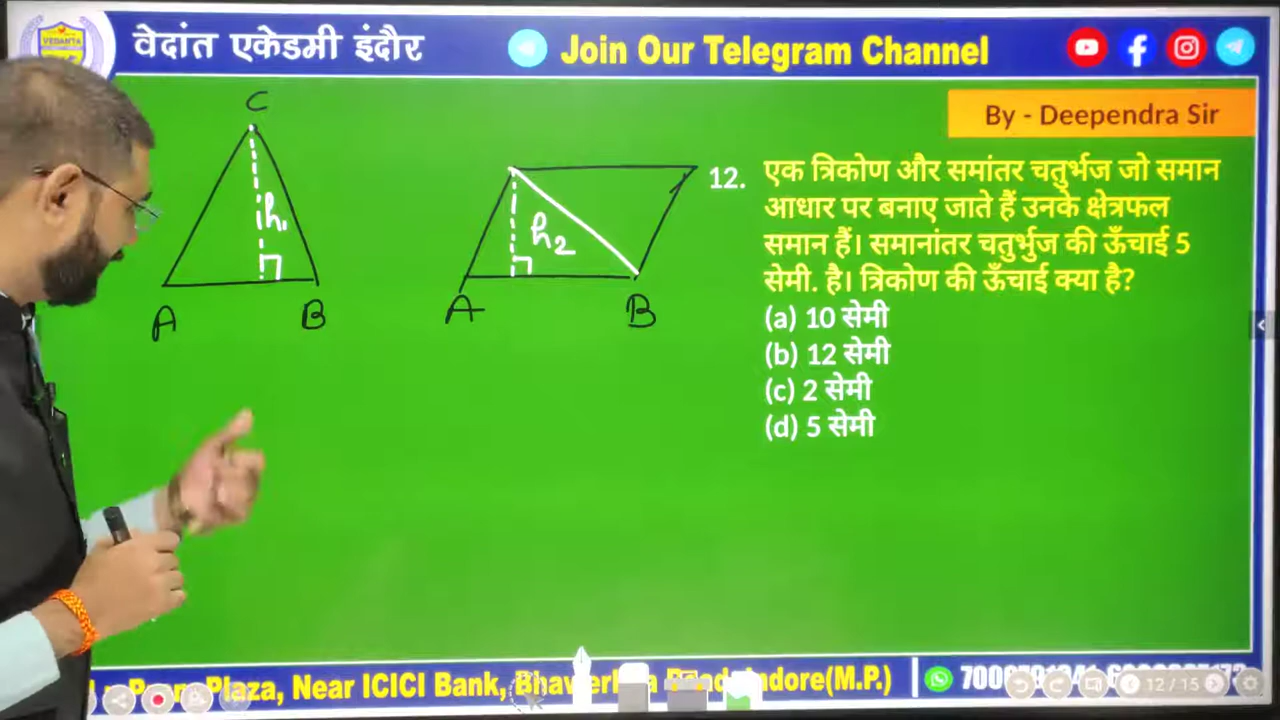 VEDANTA
वेदांत एकेडमी इंदौर
Join Our Telegram Channel
By - Deependra Sir
C
h₁
A B
h₂
A B
12. एक त्रिकोण और समांतर चतुर्भज जो समान
आधार पर बनाए जाते हैं उनके क्षेत्रफल
समान हैं। समानांतर चतुर्भुज की ऊँचाई 5
सेमी. है। त्रिकोण की ऊँचाई क्या है?
(a) 10 सेमी
(b) 12 सेमी
(c) 2 सेमी
(d) 5 सेमी
Plaza, Near ICICI Bank,
12 / 15